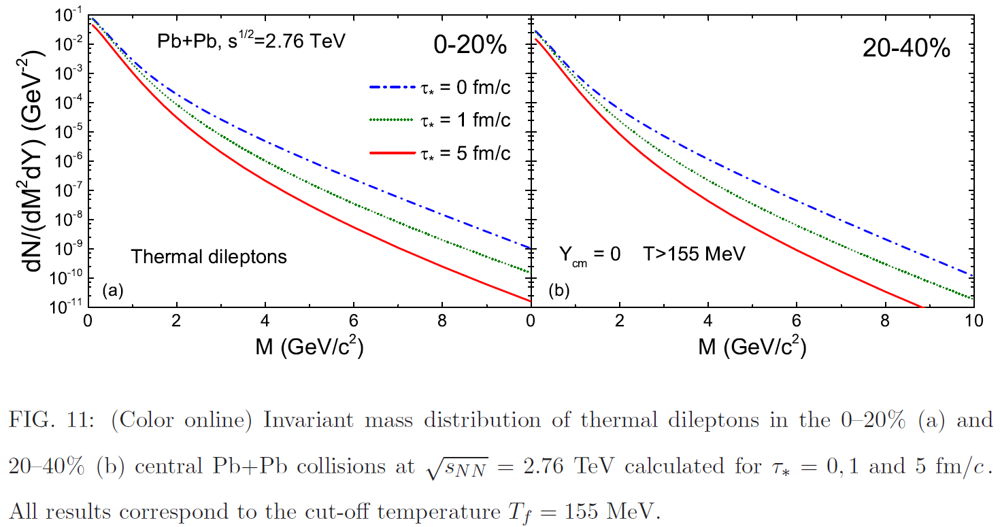 dN/(dM²dY) (GeV⁻²)
10⁻¹
10⁻²
10⁻³
10⁻⁴
10⁻⁵
10⁻⁶
10⁻⁷
10⁻⁸
10⁻⁹
10⁻¹⁰
10⁻¹¹
Pb+Pb, s^1/2=2.76 TeV 0-20%
τ* = 0 fm/c
τ* = 1 fm/c
τ* = 5 fm/c
Thermal dileptons
(a)
0 2 4 6 8
M (GeV/c²)
20-40%
Y_cm = 0 T>155 MeV
(b)
0 2 4 6 8 10
M (GeV/c²)
FIG. 11: (Color online) Invariant mass distribution of thermal dileptons in the 0–20% (a) and
20–40% (b) central Pb+Pb collisions at √s_NN = 2.76 TeV calculated for τ* = 0, 1 and 5 fm/c.
All results correspond to the cut-off temperature T_f = 155 MeV.